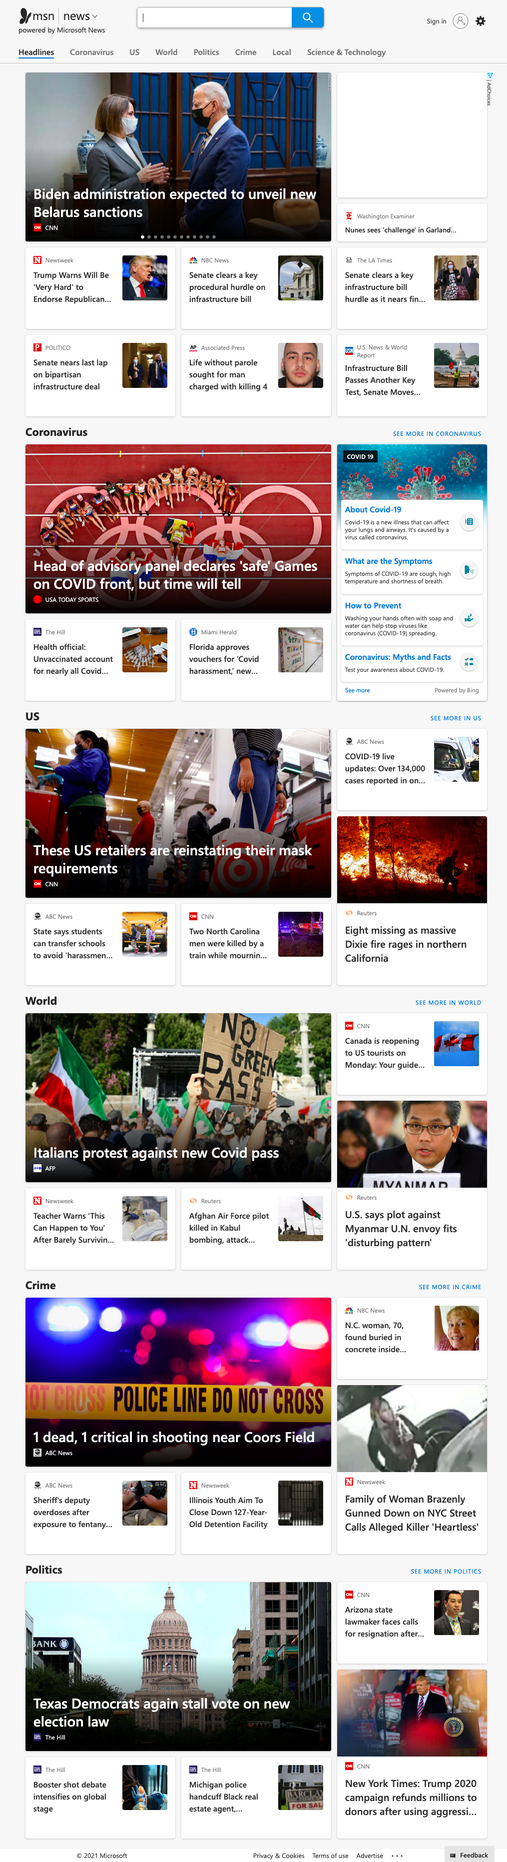 msn | news
powered by Microsoft News
Sign in
Headlines Coronavirus US World Politics Crime Local Science & Technology
AdChoices
Biden administration expected to unveil new
Belarus sanctions
CNN
Washington Examiner
Nunes sees 'challenge' in Garland...
Newsweek
Trump Warns Will Be
'Very Hard' to
Endorse Republican...
NBC News
Senate clears a key
procedural hurdle on
infrastructure bill
The LA Times
Senate clears a key
infrastructure bill
hurdle as it nears fin...
POLITICO
Senate nears last lap
on bipartisan
infrastructure deal
AP
Associated Press
Life without parole
sought for man
charged with killing 4
U.S. News & World
Report
Infrastructure Bill
Passes Another Key
Test, Senate Moves...
Coronavirus
SEE MORE IN CORONAVIRUS
Head of advisory panel declares 'safe' Games
on COVID front, but time will tell
USA TODAY SPORTS
COVID 19
About Covid-19
Covid-19 is a new illness that can affect
your lungs and airways. It's caused by a
virus called coronavirus.
What are the Symptoms
Symptoms of COVID-19 are cough, high
temperature and shortness of breath.
How to Prevent
Washing your hands often with soap and
water can help stop viruses like
coronavirus (COVID-19) spreading.
Coronavirus: Myths and Facts
Test your awareness about COVID-19.
See more
Powered by Bing
The Hill
Health official:
Unvaccinated account
for nearly all Covid...
Miami Herald
Florida approves
vouchers for 'Covid
harassment,' new...
US
SEE MORE IN US
These US retailers are reinstating their mask
requirements
CNN
ABC News
COVID-19 live
updates: Over 134,000
cases reported in on...
Reuters
Eight missing as massive
Dixie fire rages in northern
California
ABC News
State says students
can transfer schools
to avoid 'harassmen...
CNN
Two North Carolina
men were killed by a
train while mournin...
World
SEE MORE IN WORLD
NO
GREEN
PASS
Italians protest against new Covid pass
AFP
CNN
Canada is reopening
to US tourists on
Monday: Your guide...
MYANMAR
Reuters
U.S. says plot against
Myanmar U.N. envoy fits
'disturbing pattern'
Newsweek
Teacher Warns 'This
Can Happen to You'
After Barely Survivin...
Reuters
Afghan Air Force pilot
killed in Kabul
bombing, attack...
Crime
SEE MORE IN CRIME
NOT CROSS POLICE LINE DO NOT CROSS
1 dead, 1 critical in shooting near Coors Field
ABC News
NBC News
N.C. woman, 70,
found buried in
concrete inside...
Newsweek
Family of Woman Brazenly
Gunned Down on NYC Street
Calls Alleged Killer 'Heartless'
ABC News
Sheriff's deputy
overdoses after
exposure to fentany...
Newsweek
Illinois Youth Aim To
Close Down 127-Year-
Old Detention Facility
Politics
SEE MORE IN POLITICS
BANK
Texas Democrats again stall vote on new
election law
The Hill
CNN
Arizona state
lawmaker faces calls
for resignation after...
CNN
New York Times: Trump 2020
campaign refunds millions to
donors after using aggressi...
The Hill
Booster shot debate
intensifies on global
stage
The Hill
Michigan police
handcuff Black real
estate agent,...
FOR SALE
© 2021 Microsoft
Privacy & Cookies Terms of use Advertise ...
Feedback